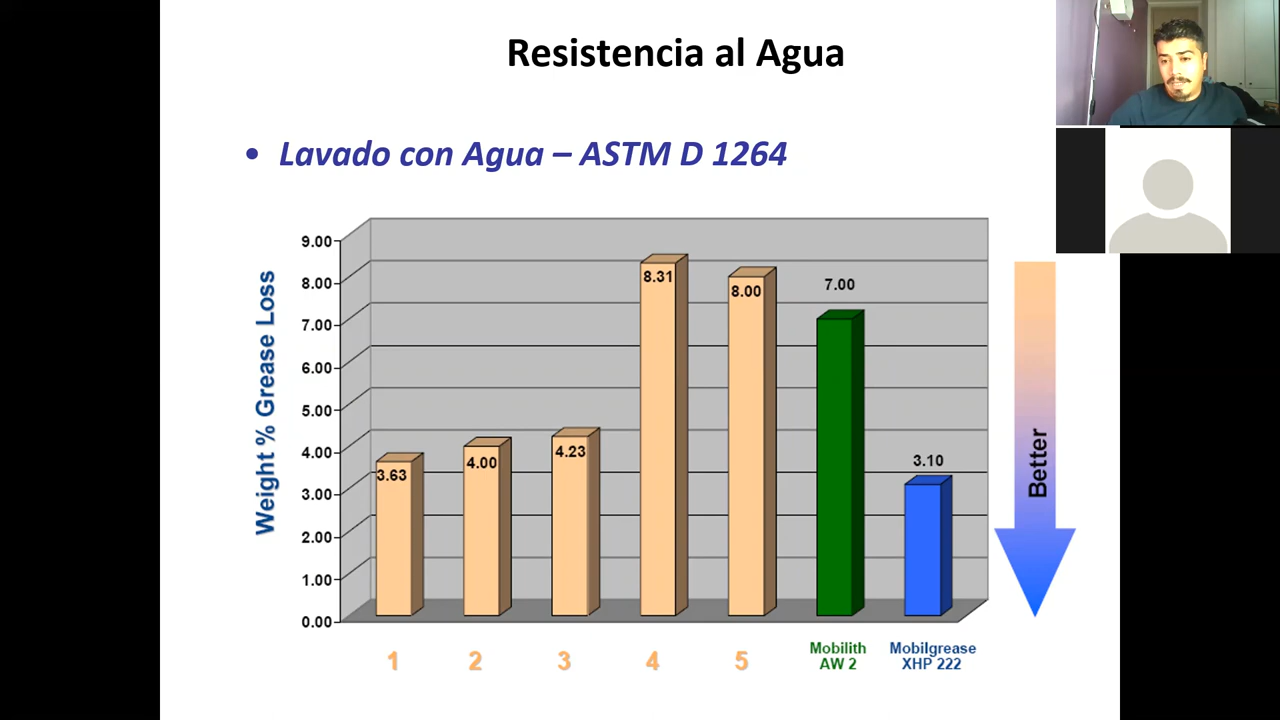 Resistencia al Agua
• Lavado con Agua – ASTM D 1264
Weight % Grease Loss
9.00
8.00
7.00
6.00
5.00
4.00
3.00
2.00
1.00
0.00
3.63
4.00
4.23
8.31
8.00
7.00
3.10
Better
1
2
3
4
5
Mobilith
AW 2
Mobilgrease
XHP 222